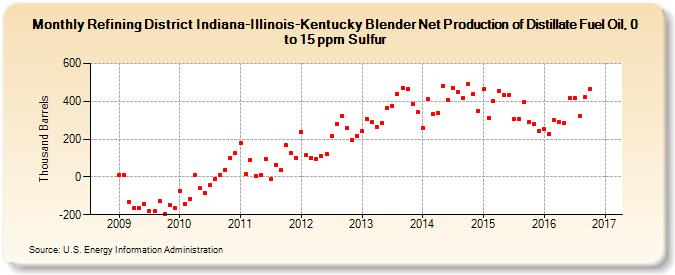 Monthly Refining District Indiana-Illinois-Kentucky Blender Net Production of Distillate Fuel Oil, 0
to 15 ppm Sulfur
Thousand Barrels
600
400
200
0
-200
2009 2010 2011 2012 2013 2014 2015 2016 2017
Source: U.S. Energy Information Administration